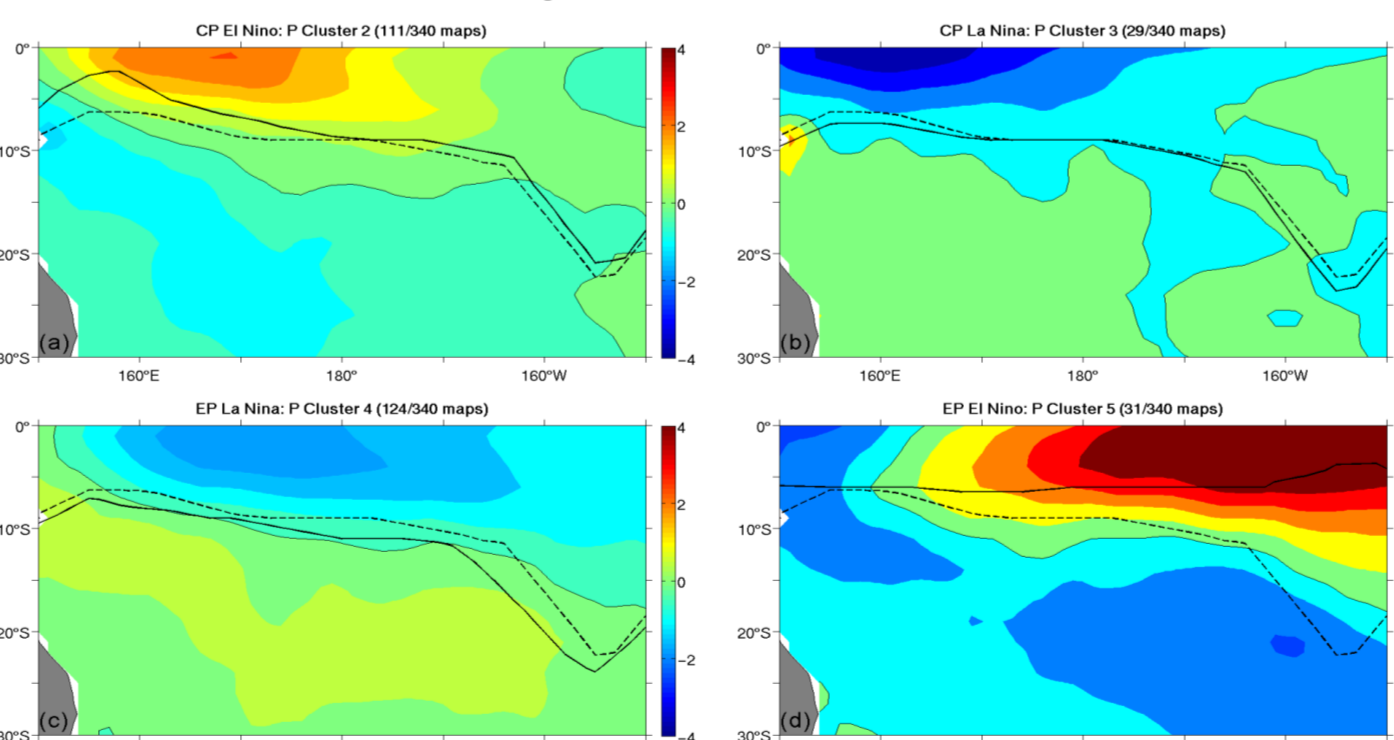 CP El Nino: P Cluster 2 (111/340 maps)
CP La Nina: P Cluster 3 (29/340 maps)
0°
10°S
20°S
30°S
(a)
160°E
180°
160°W
4
2
0
−2
−4
0°
10°S
20°S
30°S
(b)
160°E
180°
160°W
EP La Nina: P Cluster 4 (124/340 maps)
EP El Nino: P Cluster 5 (31/340 maps)
0°
10°S
20°S
30°S
(c)
4
2
0
−2
−4
0°
10°S
20°S
30°S
(d)